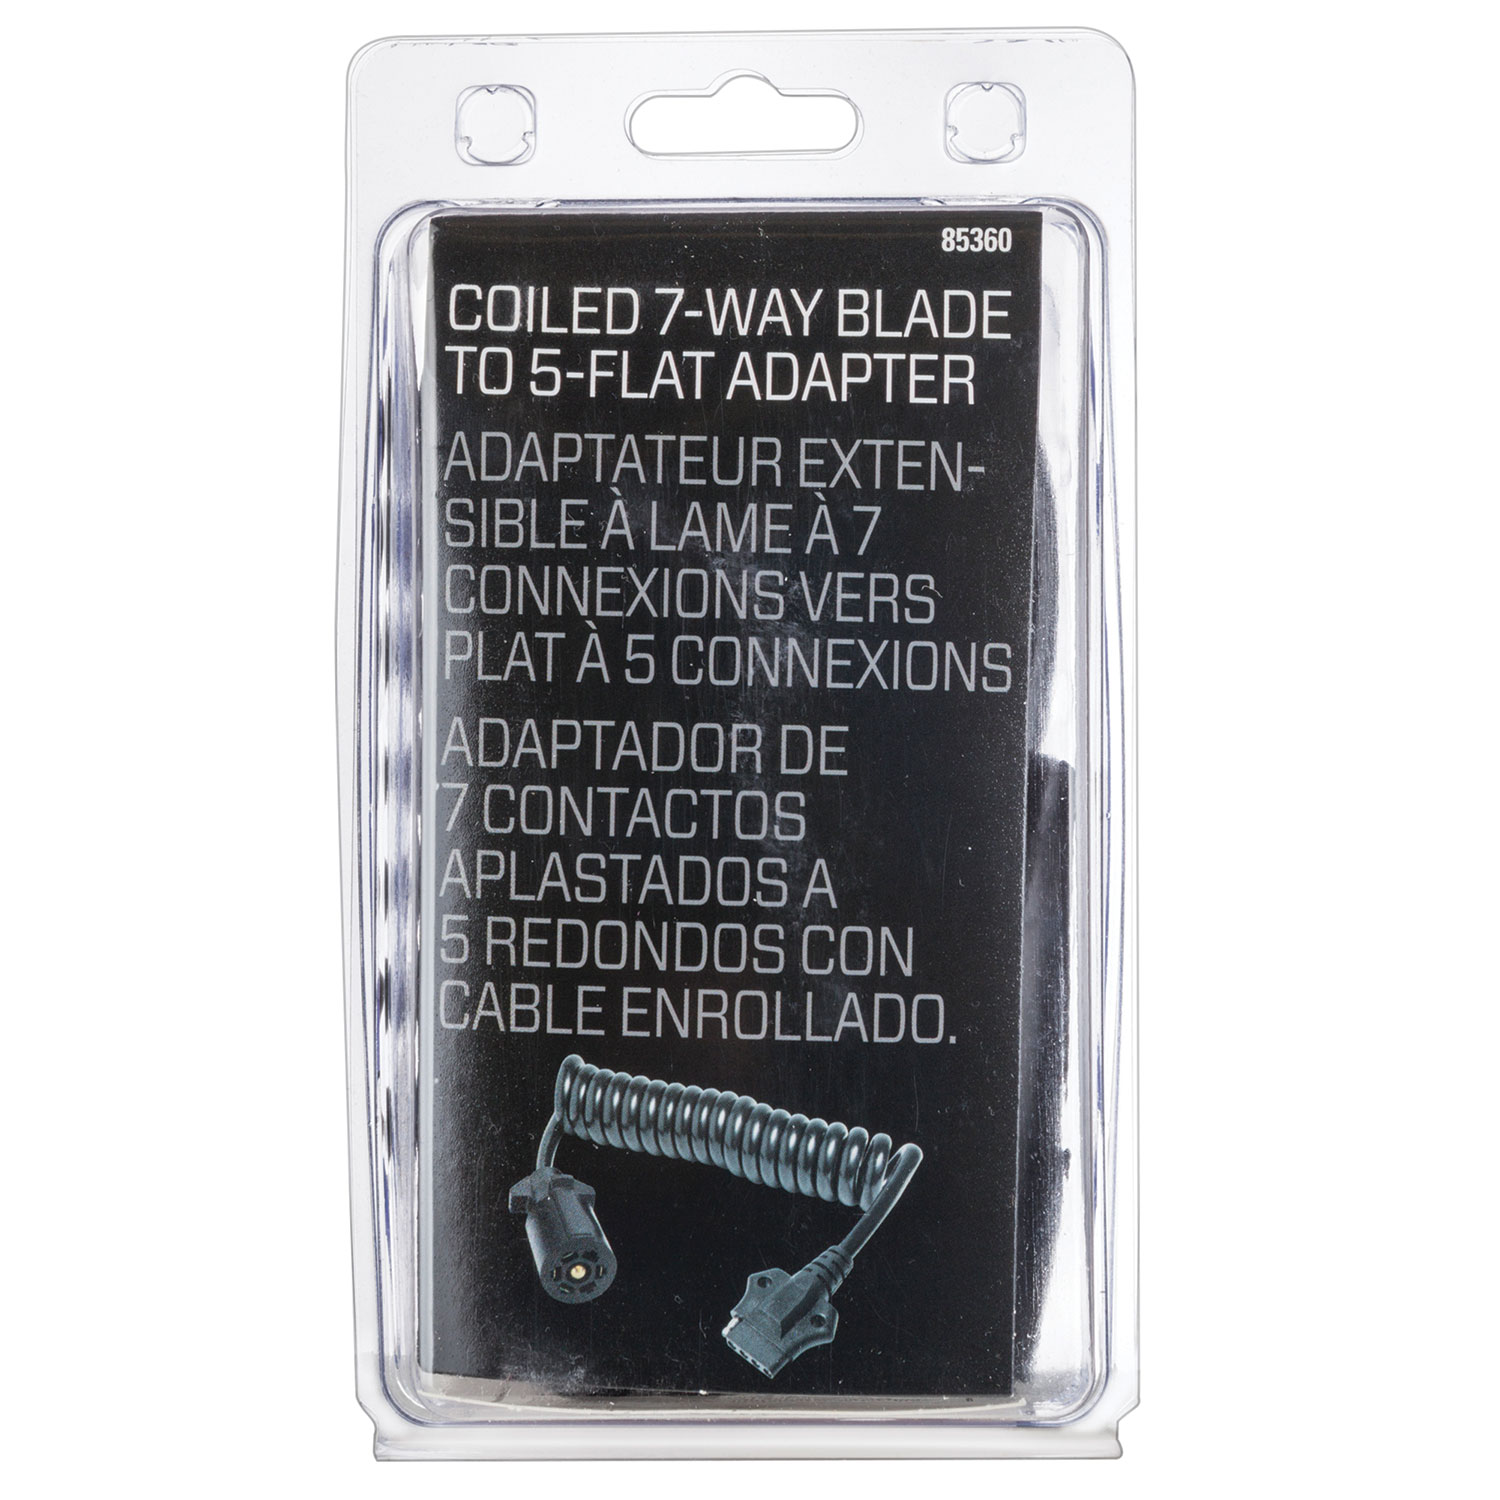 85360
COILED 7-WAY BLADE
TO 5-FLAT ADAPTER
ADAPTATEUR EXTEN-
SIBLE À LAME À 7
CONNEXIONS VERS
PLAT À 5 CONNEXIONS
ADAPTADOR DE
7 CONTACTOS
APLASTADOS A
5 REDONDOS CON
CABLE ENROLLADO.